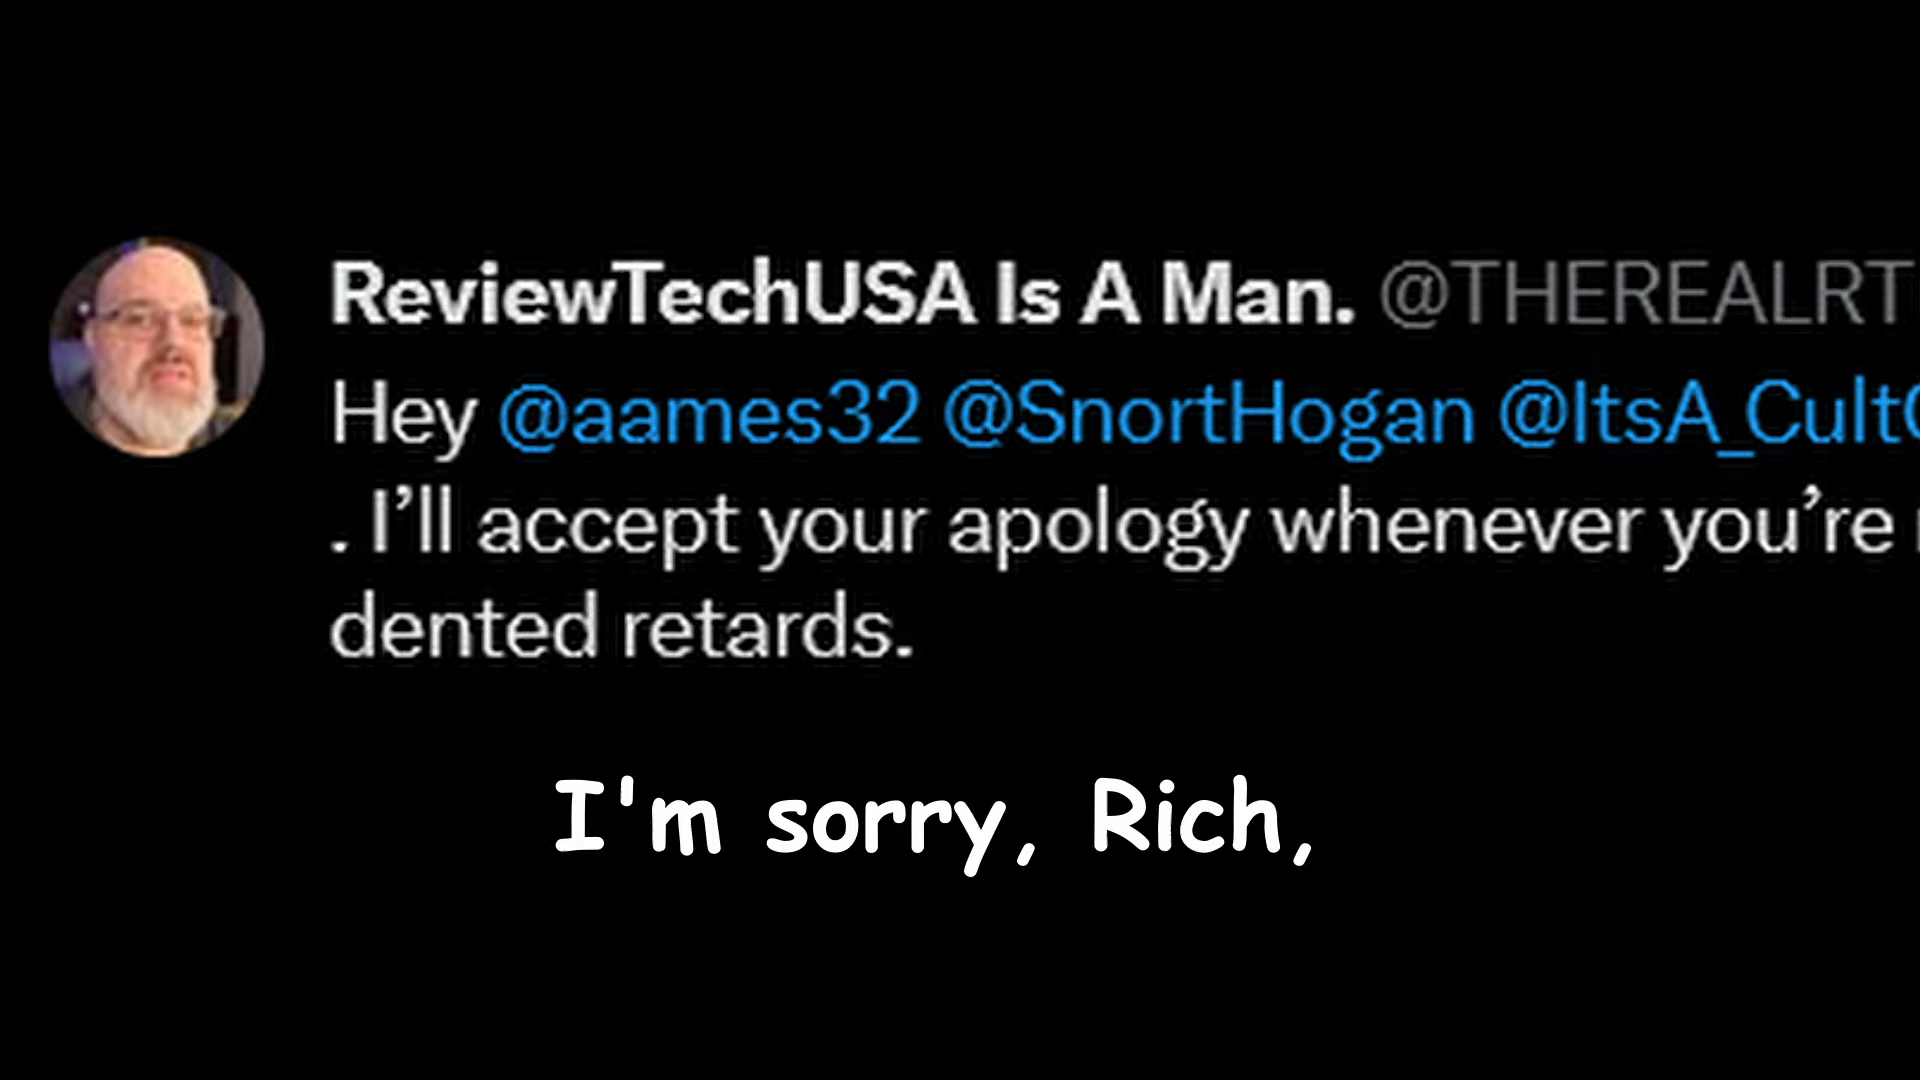 ReviewTechUSA Is A Man. @THEREALRT
Hey @aames32 @SnortHogan @ItsA_Cult
. I’ll accept your apology whenever you’re
dented retards.
I'm sorry, Rich,